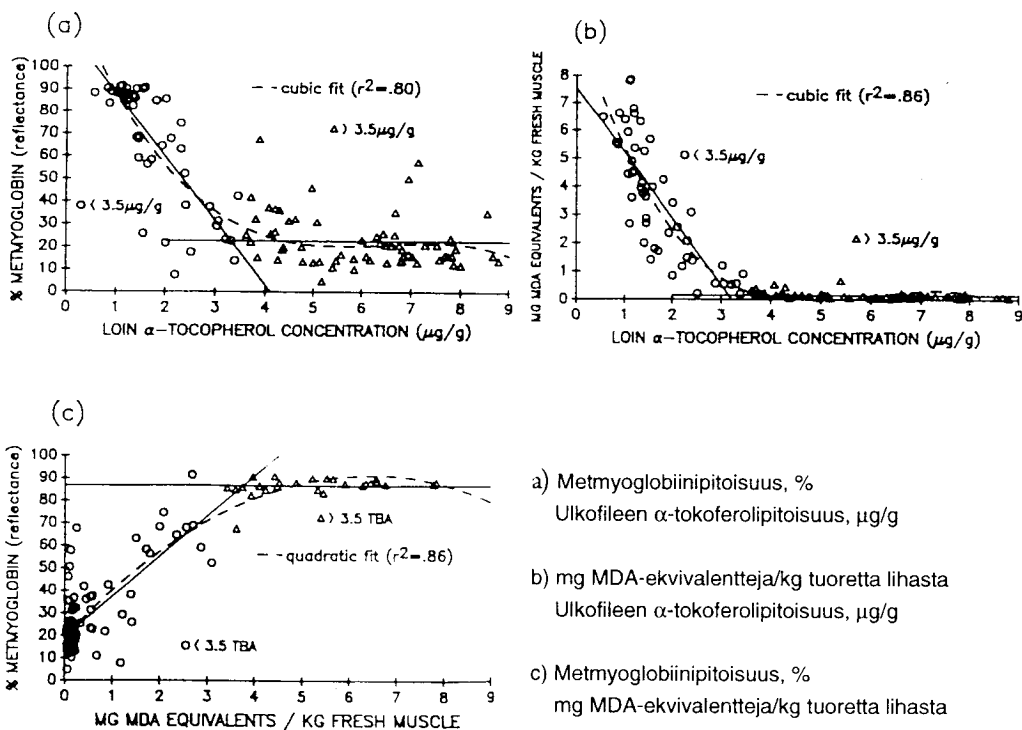 (a)
% METMYOGLOBIN (reflectance)
100
90
80
70
60
50
40
30
20
10
0
— — cubic fit (r²=.80)
△ > 3.5µg/g
○ < 3.5µg/g
0 1 2 3 4 5 6 7 8 9
LOIN α-TOCOPHEROL CONCENTRATION (µg/g)
(b)
MG MDA EQUIVALENTS / KG FRESH MUSCLE
8
7
6
5
4
3
2
1
0
— — cubic fit (r²=.86)
○ < 3.5µg/g
△ > 3.5µg/g
0 1 2 3 4 5 6 7 8 9
LOIN α-TOCOPHEROL CONCENTRATION (µg/g)
(c)
% METMYOGLOBIN (reflectance)
100
90
80
70
60
50
40
30
20
10
0
△ > 3.5 TBA
— — quadratic fit (r²=.86)
○ < 3.5 TBA
0 1 2 3 4 5 6 7 8 9
MG MDA EQUIVALENTS / KG FRESH MUSCLE
a) Metmyoglobiinipitoisuus, %
Ulkofileen α-tokoferolipitoisuus, µg/g
b) mg MDA-ekvivalentteja/kg tuoretta lihasta
Ulkofileen α-tokoferolipitoisuus, µg/g
c) Metmyoglobiinipitoisuus, %
mg MDA-ekvivalentteja/kg tuoretta lihasta